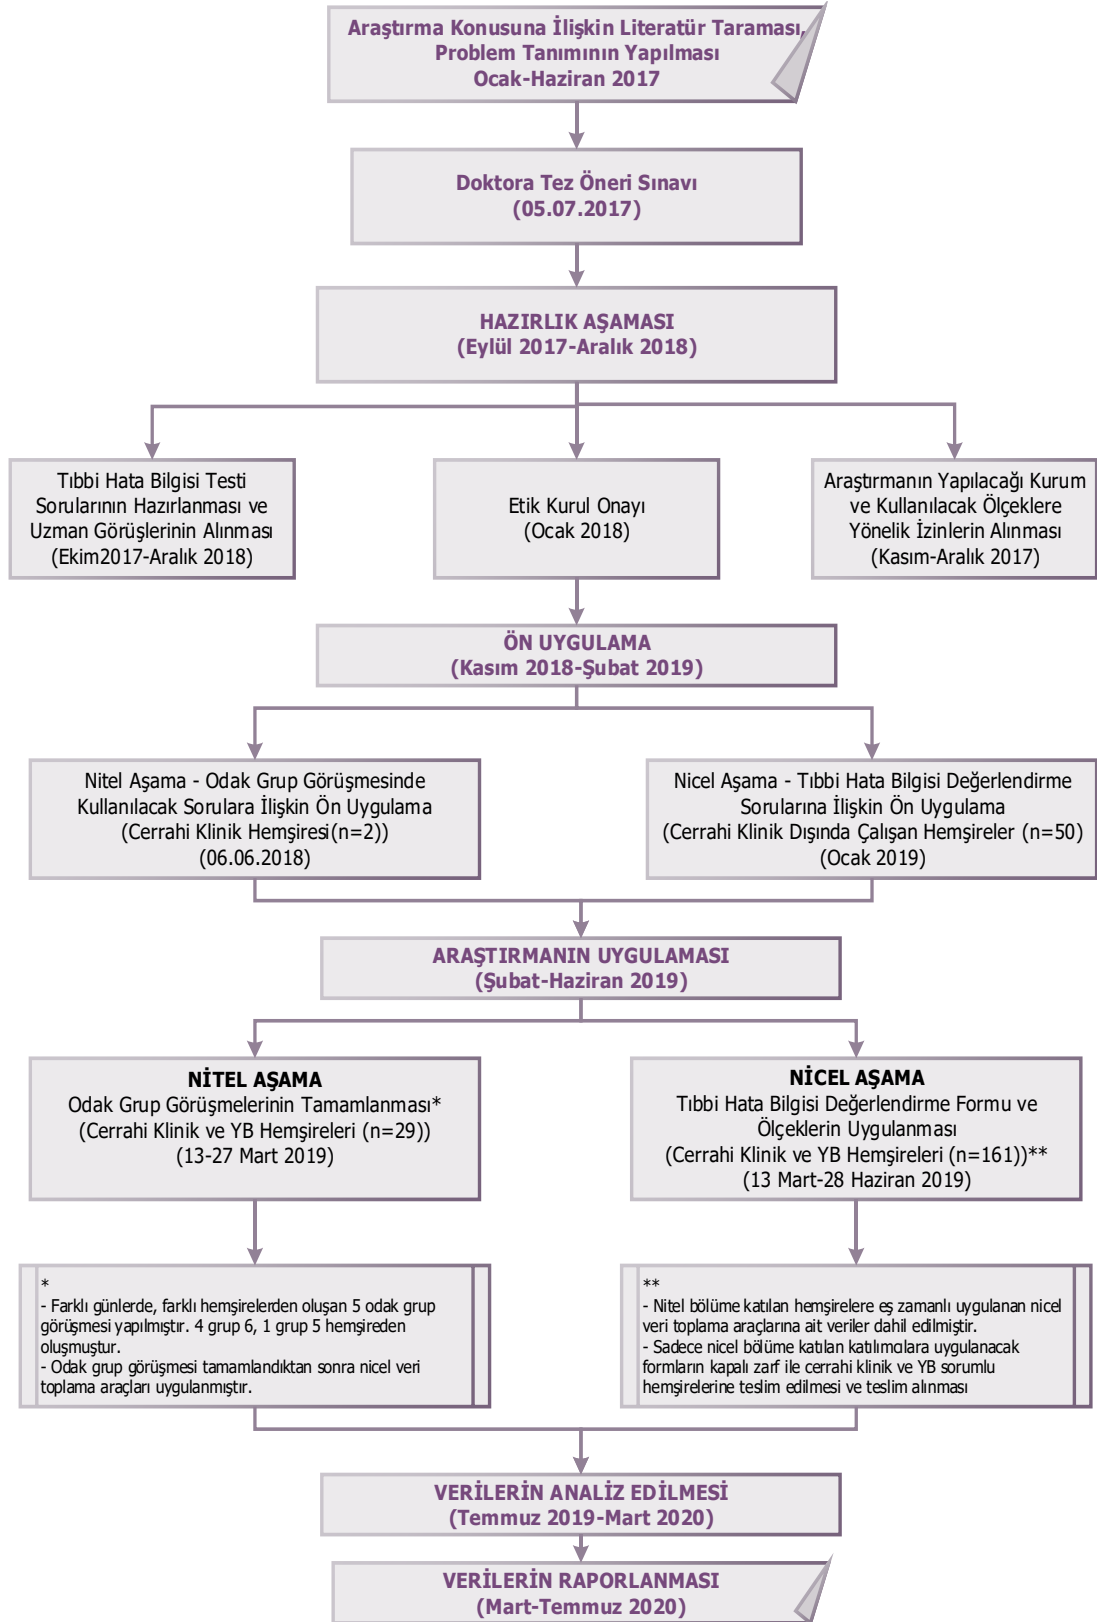 Araştırma Konusuna İlişkin Literatür Taraması,
Problem Tanımının Yapılması
Ocak-Haziran 2017
Doktora Tez Öneri Sınavı
(05.07.2017)
HAZIRLIK AŞAMASI
(Eylül 2017-Aralık 2018)
Tıbbi Hata Bilgisi Testi
Sorularının Hazırlanması ve
Uzman Görüşlerinin Alınması
(Ekim2017-Aralık 2018)
Etik Kurul Onayı
(Ocak 2018)
Araştırmanın Yapılacağı Kurum
ve Kullanılacak Ölçeklere
Yönelik İzinlerin Alınması
(Kasım-Aralık 2017)
ÖN UYGULAMA
(Kasım 2018-Şubat 2019)
Nitel Aşama - Odak Grup Görüşmesinde
Kullanılacak Sorulara İlişkin Ön Uygulama
(Cerrahi Klinik Hemşiresi(n=2))
(06.06.2018)
Nicel Aşama - Tıbbi Hata Bilgisi Değerlendirme
Sorularına İlişkin Ön Uygulama
(Cerrahi Klinik Dışında Çalışan Hemşireler (n=50)
(Ocak 2019)
ARAŞTIRMANIN UYGULAMASI
(Şubat-Haziran 2019)
NİTEL AŞAMA
Odak Grup Görüşmelerinin Tamamlanması*
(Cerrahi Klinik ve YB Hemşireleri (n=29))
(13-27 Mart 2019)
NİCEL AŞAMA
Tıbbi Hata Bilgisi Değerlendirme Formu ve
Ölçeklerin Uygulanması
(Cerrahi Klinik ve YB Hemşireleri (n=161))**
(13 Mart-28 Haziran 2019)
*
- Farklı günlerde, farklı hemşirelerden oluşan 5 odak grup
görüşmesi yapılmıştır. 4 grup 6, 1 grup 5 hemşireden
oluşmuştur.
- Odak grup görüşmesi tamamlandıktan sonra nicel veri
toplama araçları uygulanmıştır.
**
- Nitel bölüme katılan hemşirelere eş zamanlı uygulanan nicel
veri toplama araçlarına ait veriler dahil edilmiştir.
- Sadece nicel bölüme katılan katılımcılara uygulanacak
formların kapalı zarf ile cerrahi klinik ve YB sorumlu
hemşirelerine teslim edilmesi ve teslim alınması
VERİLERİN ANALİZ EDİLMESİ
(Temmuz 2019-Mart 2020)
VERİLERİN RAPORLANMASI
(Mart-Temmuz 2020)